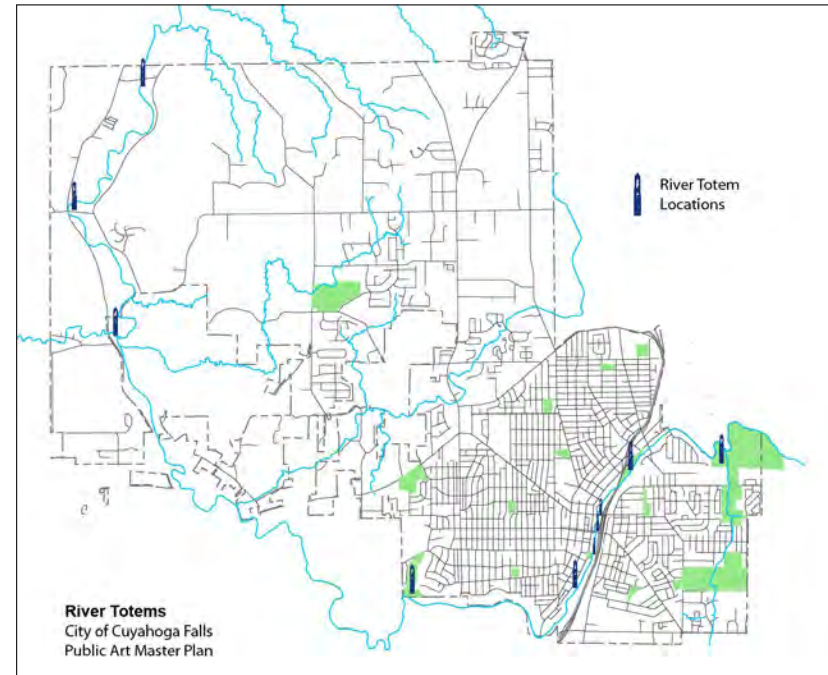 River Totem
Locations
River Totems
City of Cuyahoga Falls
Public Art Master Plan